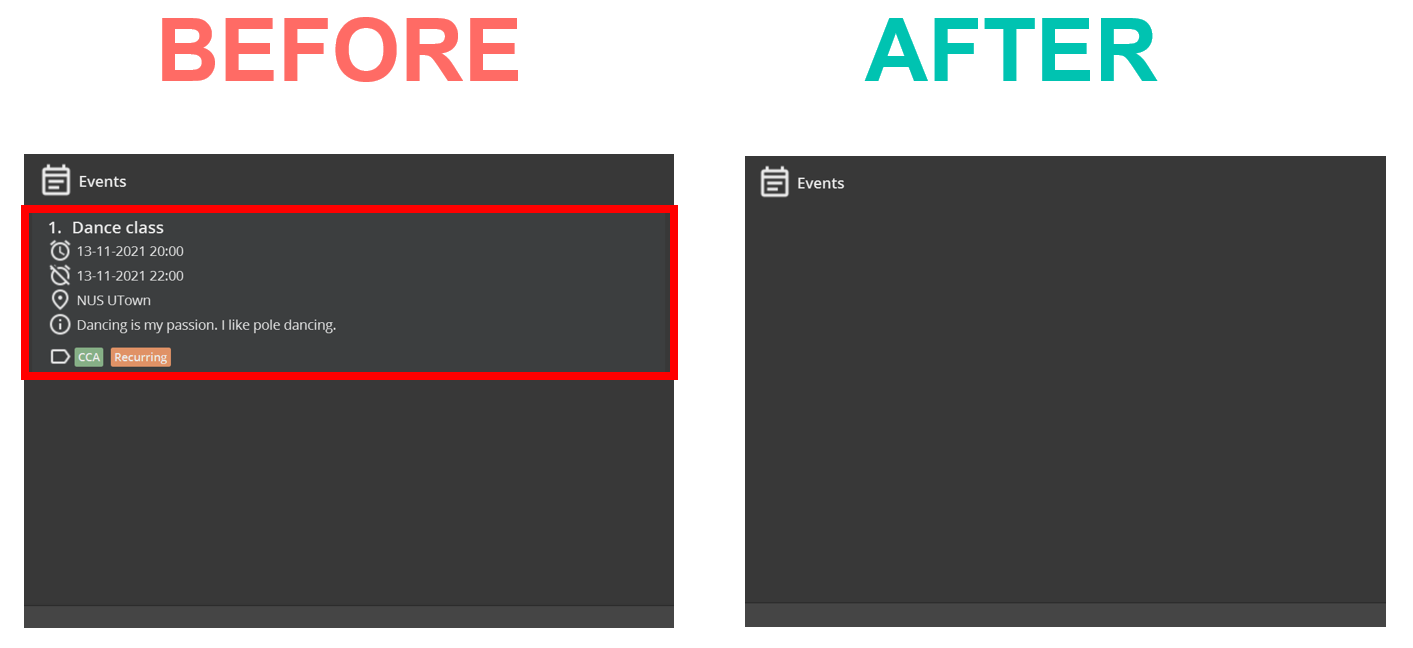 BEFORE
AFTER
Events
1. Dance class
13-11-2021 20:00
13-11-2021 22:00
NUS UTown
Dancing is my passion. I like pole dancing.
CCA Recurring
Events